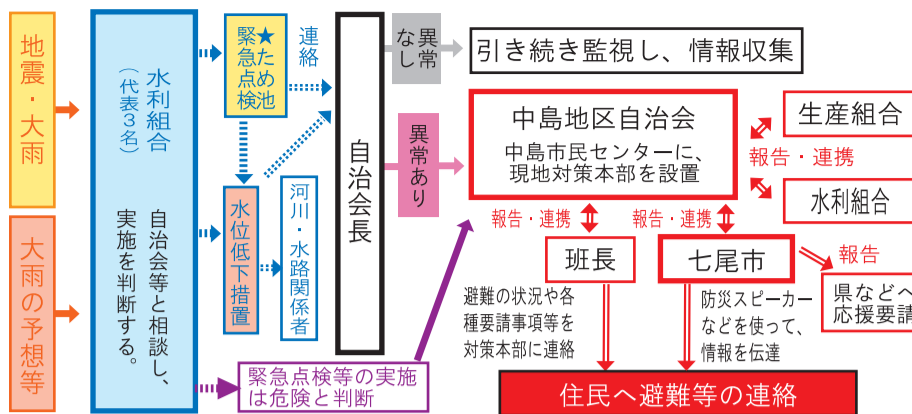 地震・大雨
大雨の予想等
水利組合
（代表3名）
自治会等と相談し、
実施を判断する。
★ため池
緊急点検
連絡
水位低下措置
河川・水路関係者
緊急点検等の実施
は危険と判断
自治会長
異常
なし
異常あり
引き続き監視し、情報収集
中島地区自治会
中島市民センターに、
現地対策本部を設置
生産組合
報告・連携
水利組合
報告・連携
報告・連携
班長
七尾市
報告
県などへ
応援要請
避難の状況や各
種要請事項等を
対策本部に連絡
防災スピーカー
などを使って、
情報を伝達
住民へ避難等の連絡